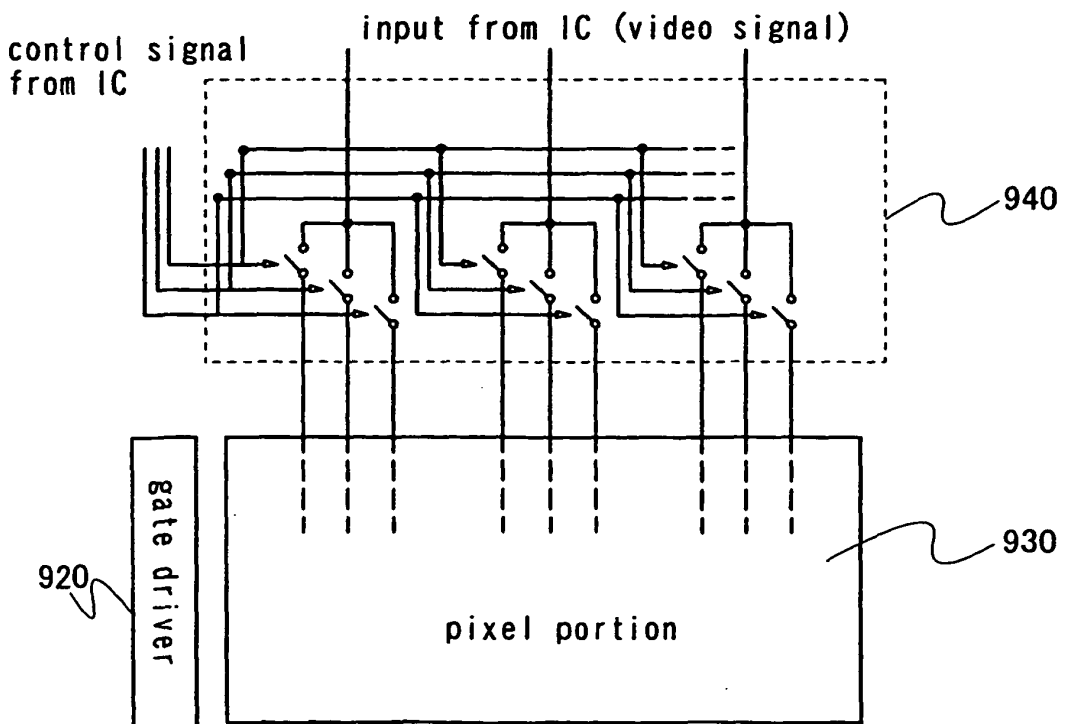 input from IC (video signal)
control signal
from IC
940
gate driver
920
930
pixel portion